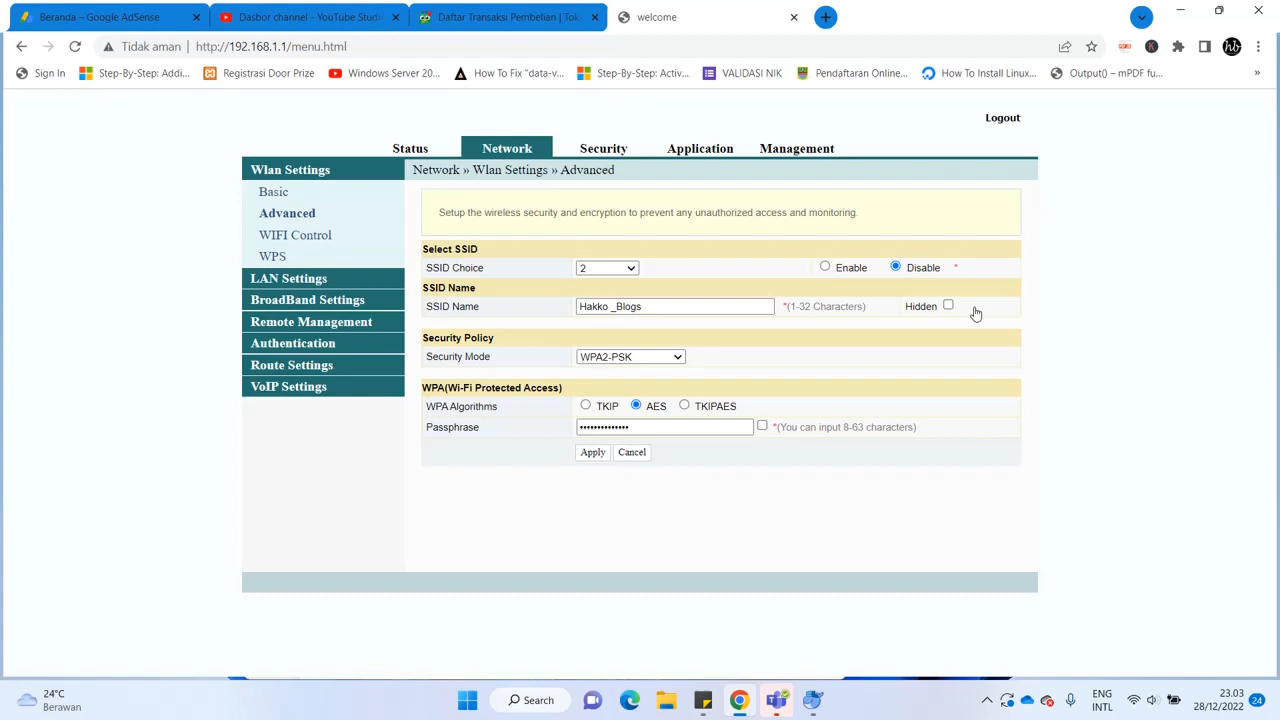 Beranda – Google AdSense
Dasbor channel - YouTube Studi
Daftar Transaksi Pembelian | Tok
welcome
Tidak aman | http://192.168.1.1/menu.html
Sign In
Step-By-Step: Addi...
Registrasi Door Prize
Windows Server 20...
How To Fix "data-v...
Step-By-Step: Activ...
VALIDASI NIK
Pendaftaran Online...
How To Install Linux...
Output() – mPDF fu...
»
Logout
Status
Network
Security
Application
Management
Wlan Settings
Network » Wlan Settings » Advanced
Basic
Advanced
WIFI Control
WPS
LAN Settings
BroadBand Settings
Remote Management
Authentication
Route Settings
VoIP Settings
Setup the wireless security and encryption to prevent any unauthorized access and monitoring.
Select SSID
SSID Choice 2 Enable Disable *
SSID Name
SSID Name Hakko _Blogs *(1-32 Characters) Hidden
Security Policy
Security Mode WPA2-PSK
WPA(Wi-Fi Protected Access)
WPA Algorithms TKIP AES TKIPAES
Passphrase •••••••••••••• *(You can input 8-63 characters)
Apply Cancel
24°C
Berawan
Search
ENG
INTL
23.03
28/12/2022
24